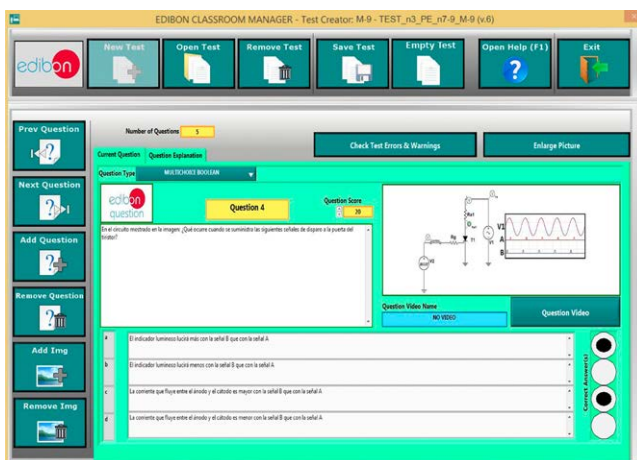 EDIBON CLASSROOM MANAGER - Test Creator: M-9 - TEST_n3_PE_n7-9_M-9 (v.6)
edibon
New Test
Open Test
Remove Test
Save Test
Empty Test
Open Help (F1)
Exit
Prev Question
Number of Questions 5
Check Test Errors & Warnings
Enlarge Picture
Current Question
Question Explanation
Question Type
MULTICHOICE BOOLEAN
Next Question
edibon
question
Question 4
Question Score
20
En el circuito mostrado en la imagen ¿Qué ocurre cuando se suministra las siguientes señales de disparo a la puerta del
tiristor?
V1
A
B
Add Question
Remove Question
Question Video Name
NO VIDEO
Question Video
Add Img
Remove Img
a
El indicador luminoso lucirá más con la señal B que con la señal A
b
El indicador luminoso lucirá menos con la señal B que con la señal A
c
La corriente que fluye entre el ánodo y el cátodo es mayor con la señal B que con la señal A
d
La corriente que fluye entre el ánodo y el cátodo es menor con la señal B que con la señal A
Correct Answer(s)